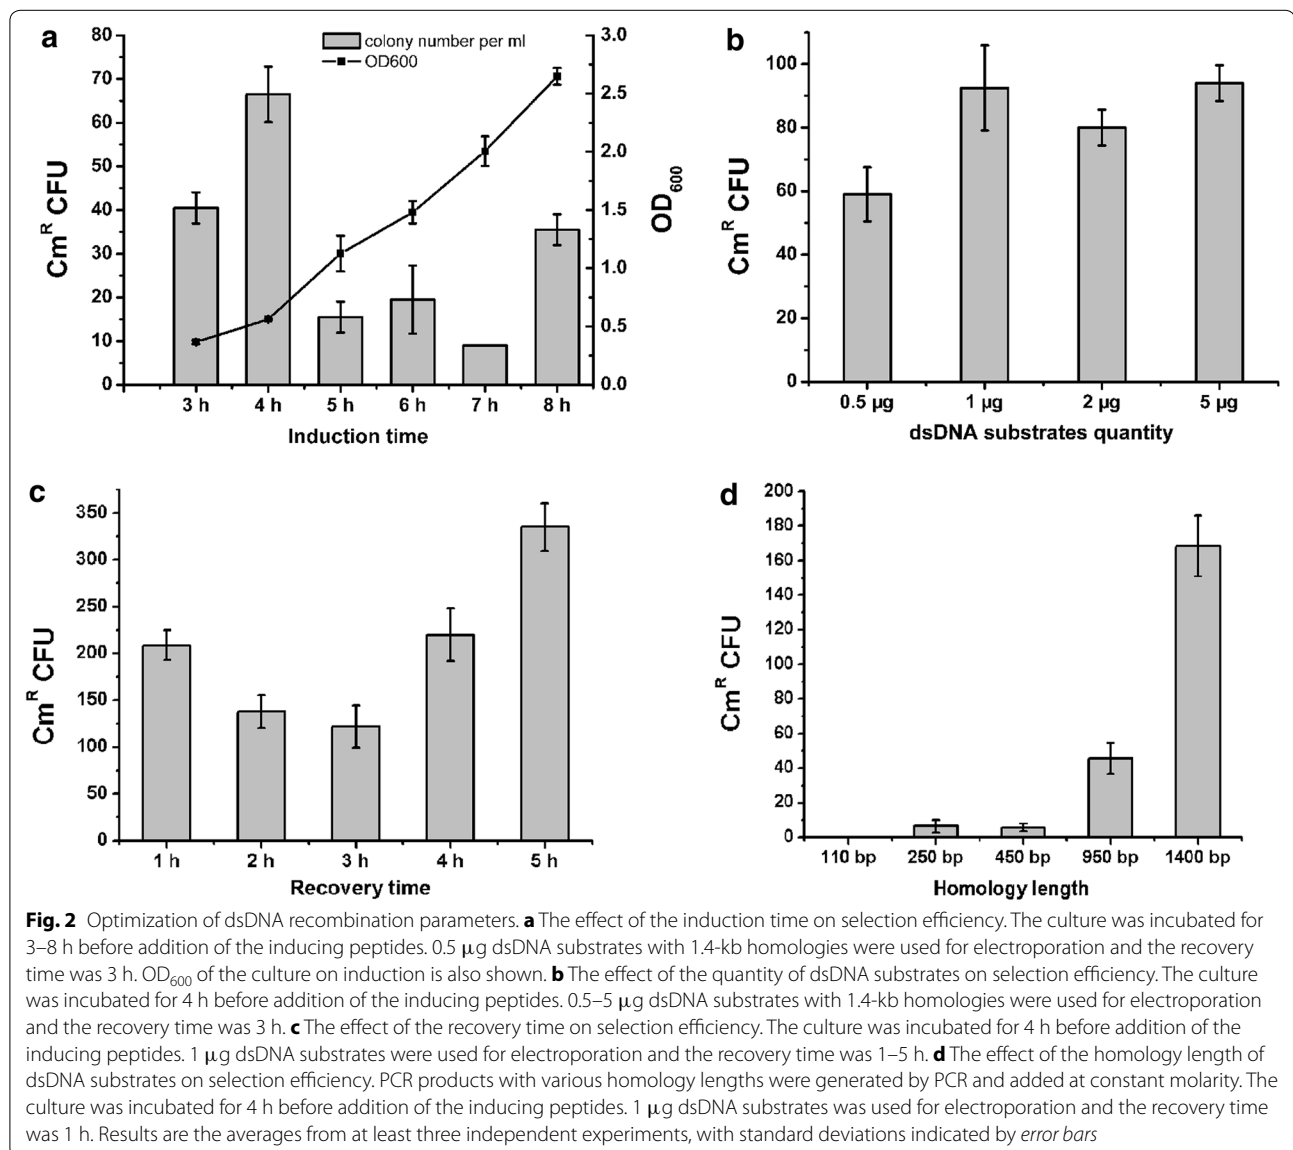 a
80
70
60
50
40
30
20
10
0
Cm^R CFU
colony number per ml
OD600
3.0
2.5
2.0
1.5
1.0
0.5
0.0
OD₆₀₀
3 h 4 h 5 h 6 h 7 h 8 h
Induction time
b
100
80
60
40
20
0
Cm^R CFU
0.5 µg 1 µg 2 µg 5 µg
dsDNA substrates quantity
c
350
300
250
200
150
100
50
0
Cm^R CFU
1 h 2 h 3 h 4 h 5 h
Recovery time
d
200
180
160
140
120
100
80
60
40
20
0
Cm^R CFU
110 bp 250 bp 450 bp 950 bp 1400 bp
Homology length
Fig. 2 Optimization of dsDNA recombination parameters. a The effect of the induction time on selection efficiency. The culture was incubated for
3–8 h before addition of the inducing peptides. 0.5 µg dsDNA substrates with 1.4-kb homologies were used for electroporation and the recovery
time was 3 h. OD₆₀₀ of the culture on induction is also shown. b The effect of the quantity of dsDNA substrates on selection efficiency. The culture
was incubated for 4 h before addition of the inducing peptides. 0.5–5 µg dsDNA substrates with 1.4-kb homologies were used for electroporation
and the recovery time was 3 h. c The effect of the recovery time on selection efficiency. The culture was incubated for 4 h before addition of the
inducing peptides. 1 µg dsDNA substrates were used for electroporation and the recovery time was 1–5 h. d The effect of the homology length of
dsDNA substrates on selection efficiency. PCR products with various homology lengths were generated by PCR and added at constant molarity. The
culture was incubated for 4 h before addition of the inducing peptides. 1 µg dsDNA substrates was used for electroporation and the recovery time
was 1 h. Results are the averages from at least three independent experiments, with standard deviations indicated by error bars